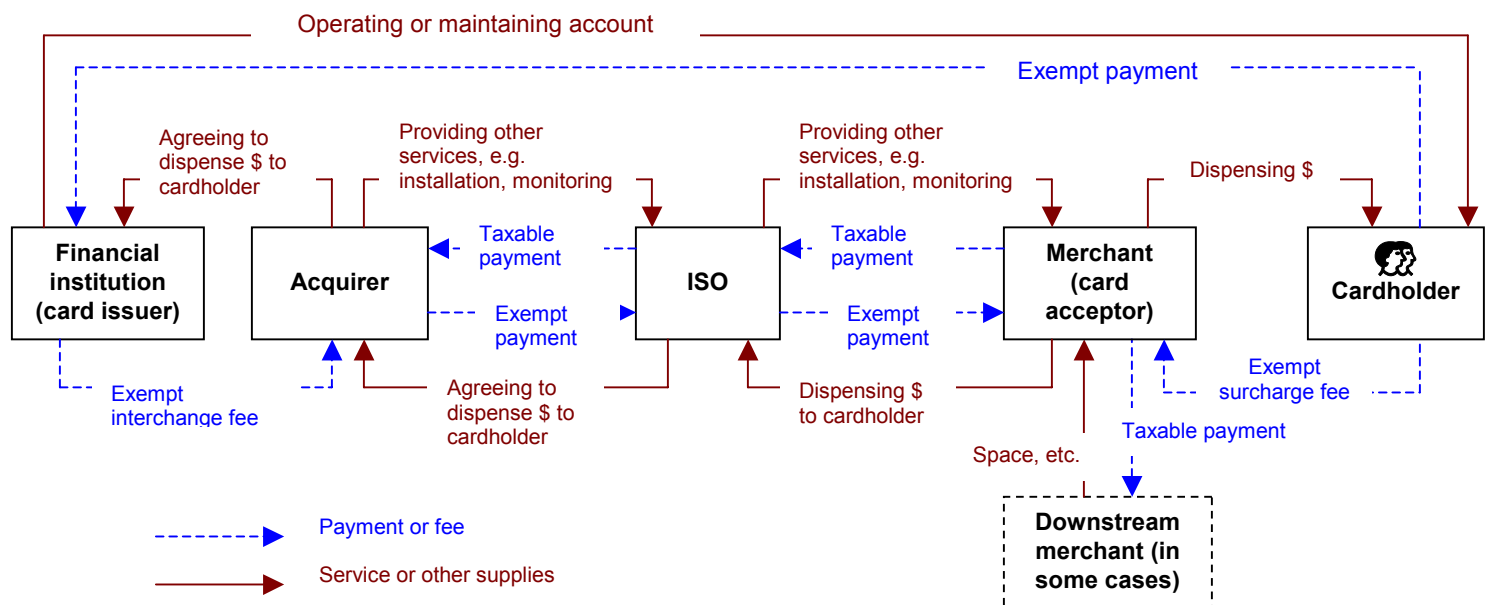 Operating or maintaining account
Exempt payment
Agreeing to
dispense $ to
cardholder
Providing other
services, e.g.
installation, monitoring
Providing other
services, e.g.
installation, monitoring
Dispensing $
Financial
institution
(card issuer)
Acquirer
Taxable
payment
Exempt
payment
ISO
Taxable
payment
Exempt
payment
Merchant
(card
acceptor)
Cardholder
Exempt
interchange fee
Agreeing to
dispense $ to
cardholder
Dispensing $
to cardholder
Exempt
surcharge fee
Space, etc.
Taxable payment
Downstream
merchant (in
some cases)
Payment or fee
Service or other supplies